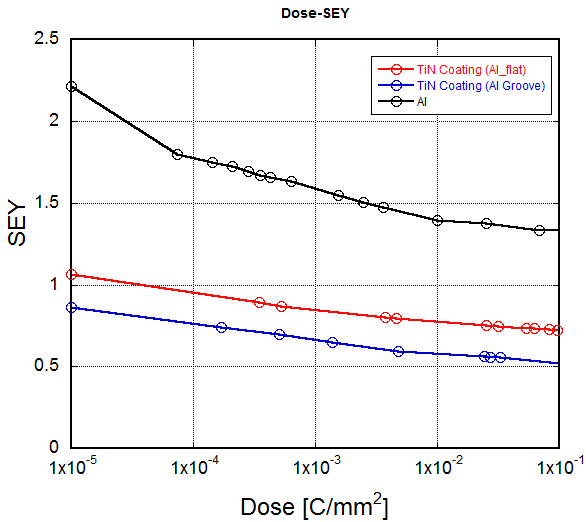 Dose-SEY
2.5
2
1.5
1
0.5
0
SEY
TiN Coating (Al_flat)
TiN Coating (Al Groove)
Al
1x10⁻⁵ 1x10⁻⁴ 1x10⁻³ 1x10⁻² 1x10⁻¹
Dose [C/mm²]